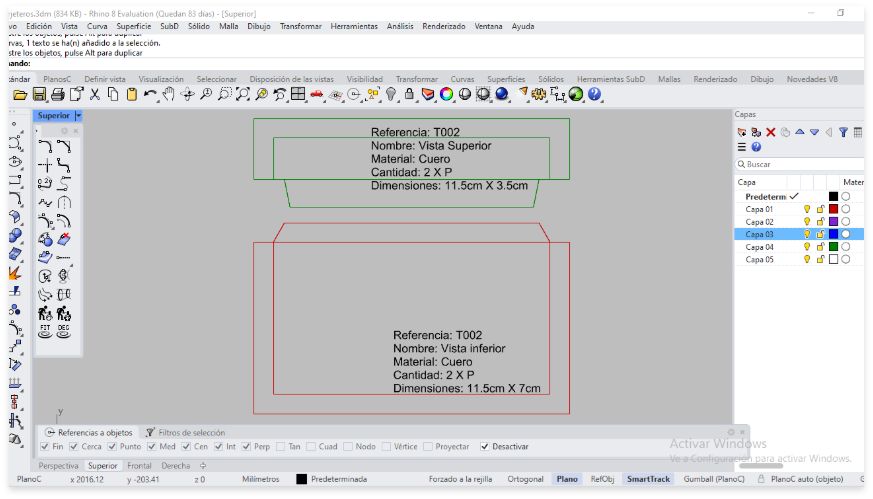 jeteros.3dm (834 KB) - Rhino 8 Evaluation (Quedan 83 días) - [Superior]
vo Edición Vista Curva Superficie SubD Sólido Malla Dibujo Transformar Herramientas Análisis Renderizado Ventana Ayuda
stre los objetos, pulse Alt para duplicar
rvas, 1 texto se ha(n) añadido a la selección.
stre los objetos, pulse Alt para duplicar
mando:
tándar PlanosC Definir vista Visualización Seleccionar Disposición de las vistas Visibilidad Transformar Curvas Superficies Sólidos Herramientas SubD Mallas Renderizado Dibujo Novedades V8
Superior
Referencia: T002
Nombre: Vista Superior
Material: Cuero
Cantidad: 2 X P
Dimensiones: 11.5cm X 3.5cm
Referencia: T002
Nombre: Vista inferior
Material: Cuero
Cantidad: 2 X P
Dimensiones: 11.5cm X 7cm
FIT DEG
y
Capas
Buscar
Capa Mater
Predetermi
Capa 01
Capa 02
Capa 03
Capa 04
Capa 05
Referencias a objetos Filtros de selección
Fin Cerca Punto Med Cen Int Perp Tan Cuad Nodo Vértice Proyectar Desactivar
Activar Windows
Ve a Configuración para activar Windows.
Perspectiva Superior Frontal Derecha
PlanoC x 2016.12 y -203.41 z 0 Milímetros Predeterminada Forzado a la rejilla Ortogonal Plano RefObj SmartTrack Gumball (PlanoC) PlanoC auto (objeto)